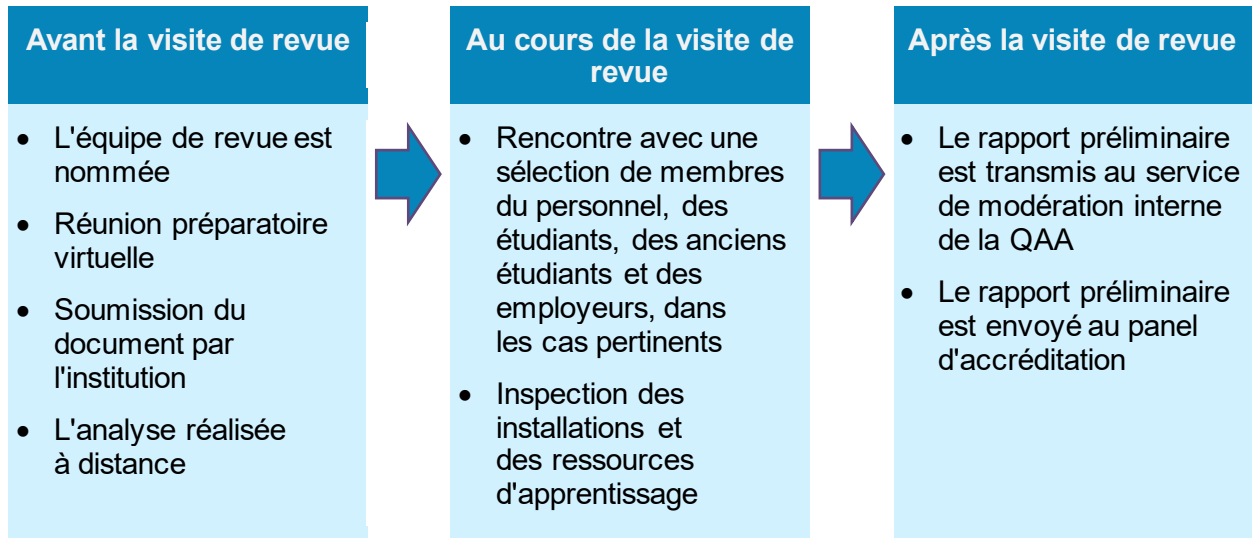 Avant la visite de revue
• L'équipe de revue est
nommée
• Réunion préparatoire
virtuelle
• Soumission du
document par
l'institution
• L'analyse réalisée
à distance
Au cours de la visite de
revue
• Rencontre avec une
sélection de membres
du personnel, des
étudiants, des anciens
étudiants et des
employeurs, dans
les cas pertinents
• Inspection des
installations et
des ressources
d'apprentissage
Après la visite de revue
• Le rapport préliminaire
est transmis au service
de modération interne
de la QAA
• Le rapport préliminaire
est envoyé au panel
d'accréditation